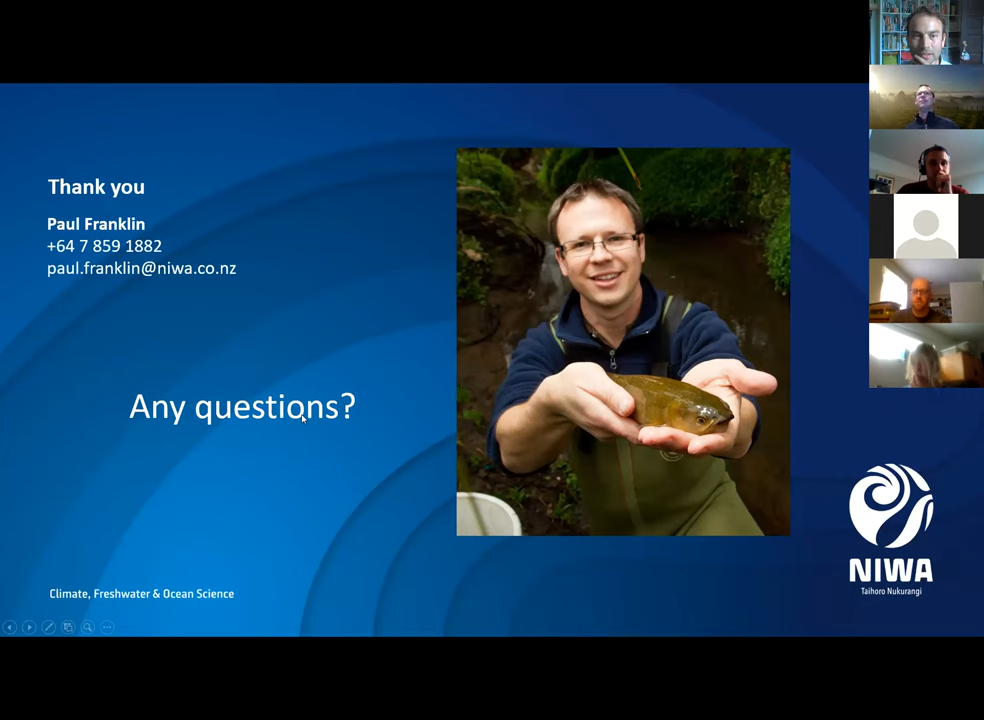 Thank you
Paul Franklin
+64 7 859 1882
paul.franklin@niwa.co.nz
Any questions?
Climate, Freshwater & Ocean Science
NIWA
Taihoro Nukurangi